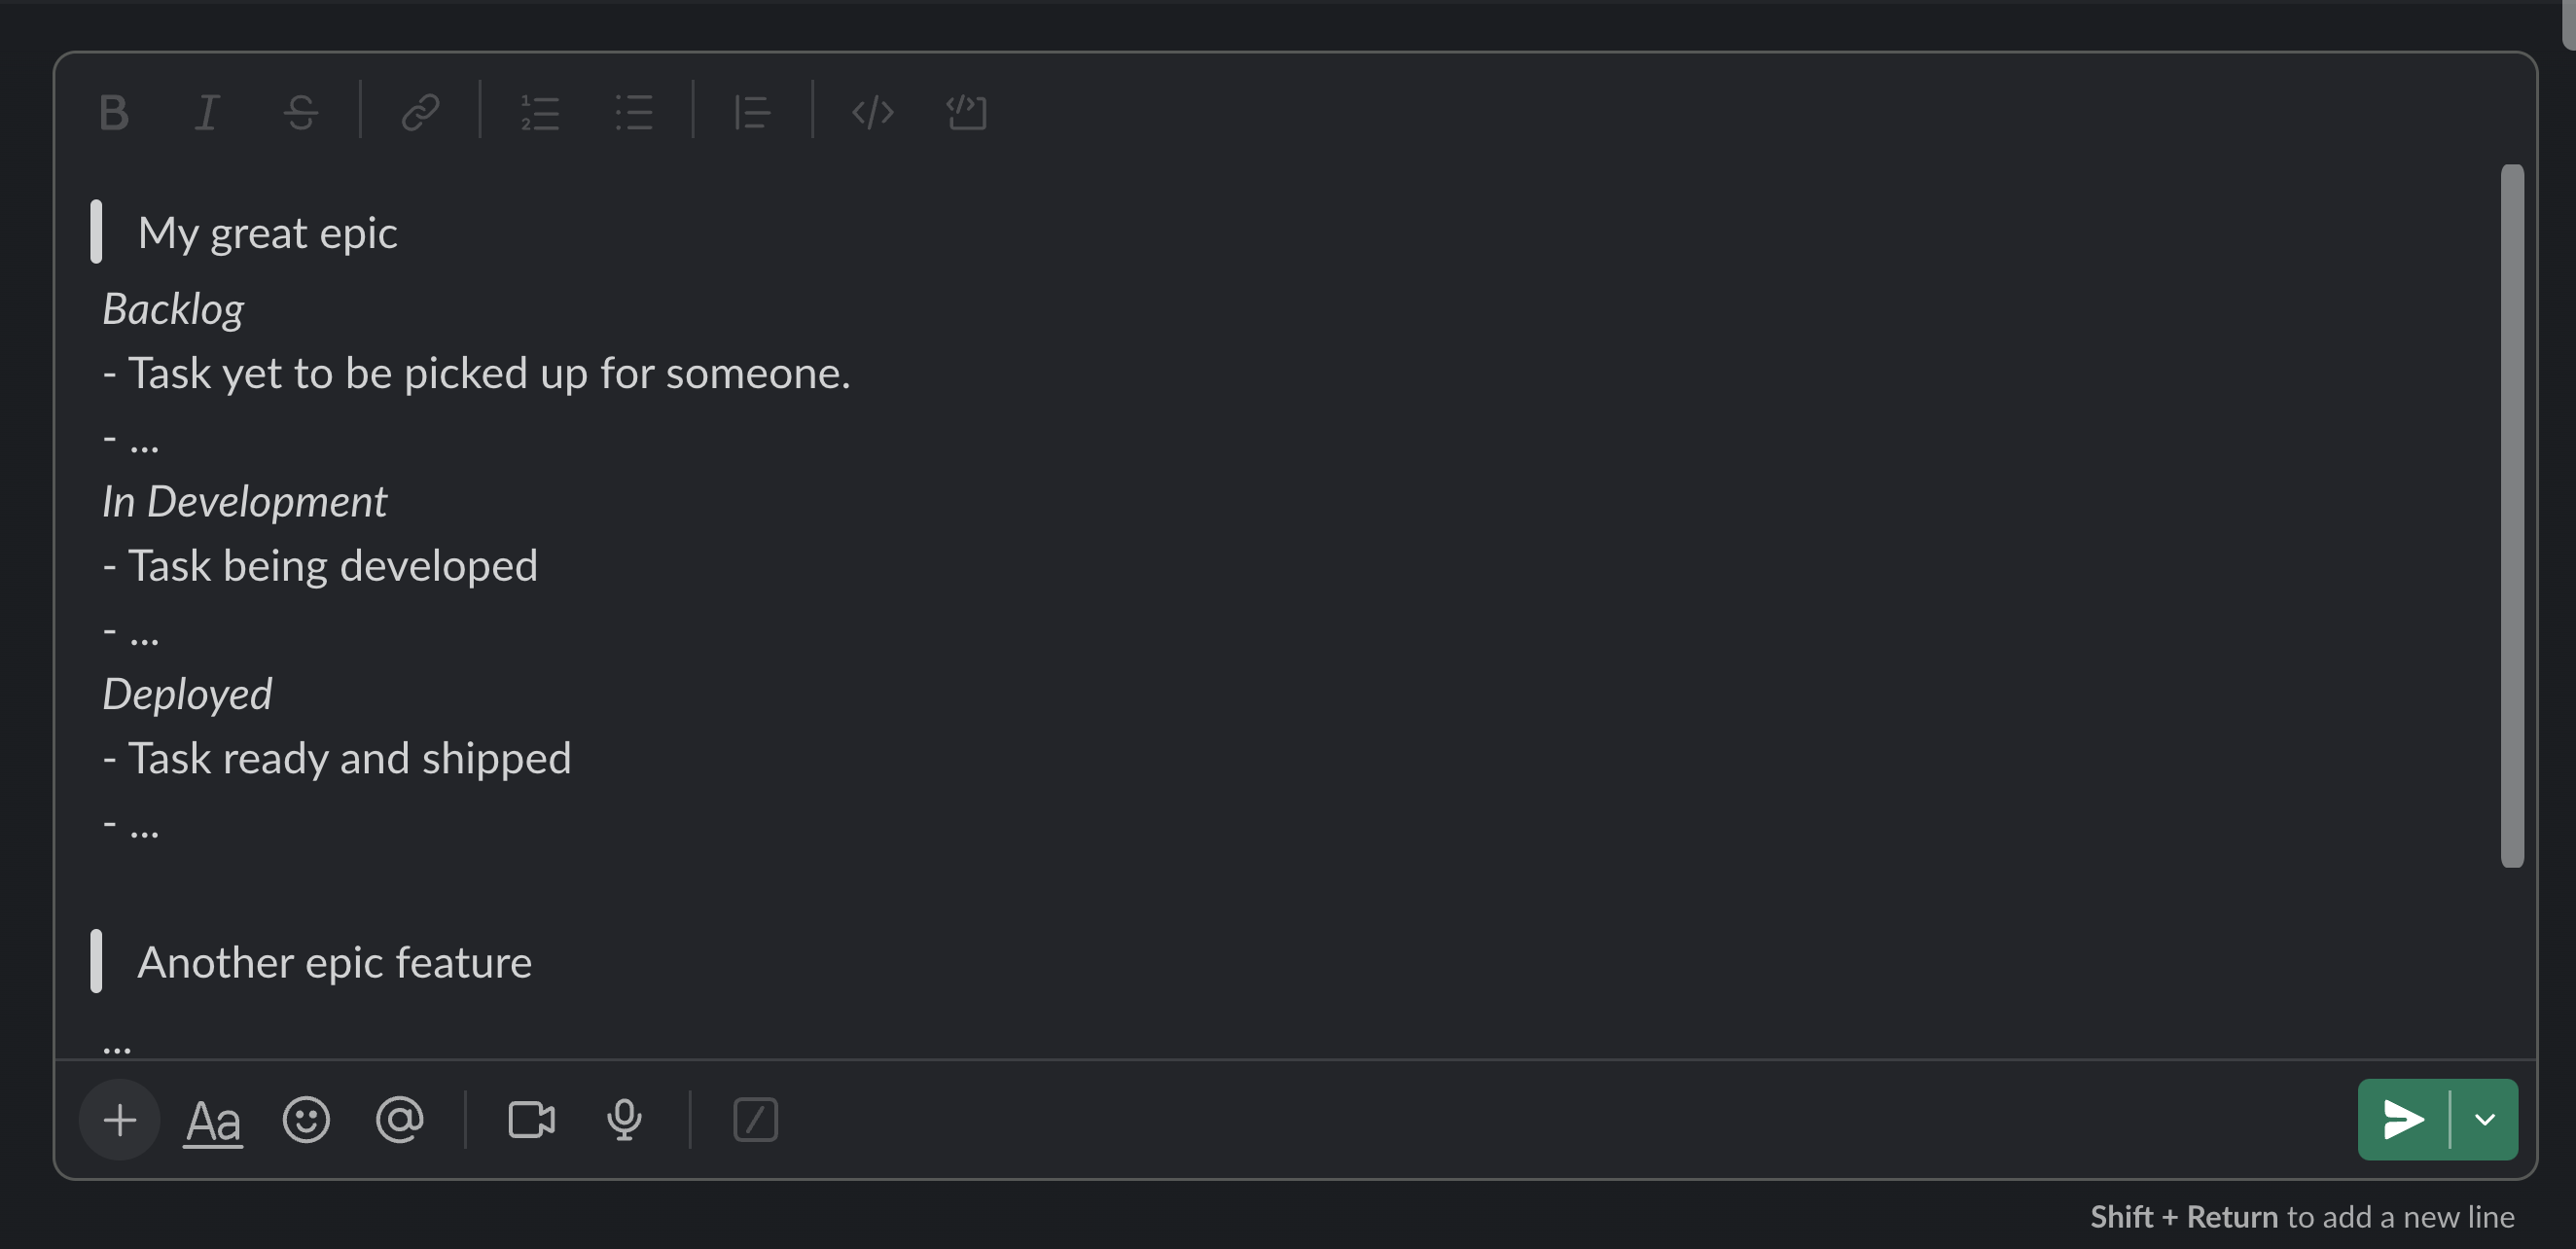 My great epic
Backlog
- Task yet to be picked up for someone.
- ...
In Development
- Task being developed
- ...
Deployed
- Task ready and shipped
- ...
Another epic feature
...
Aa
Shift + Return to add a new line